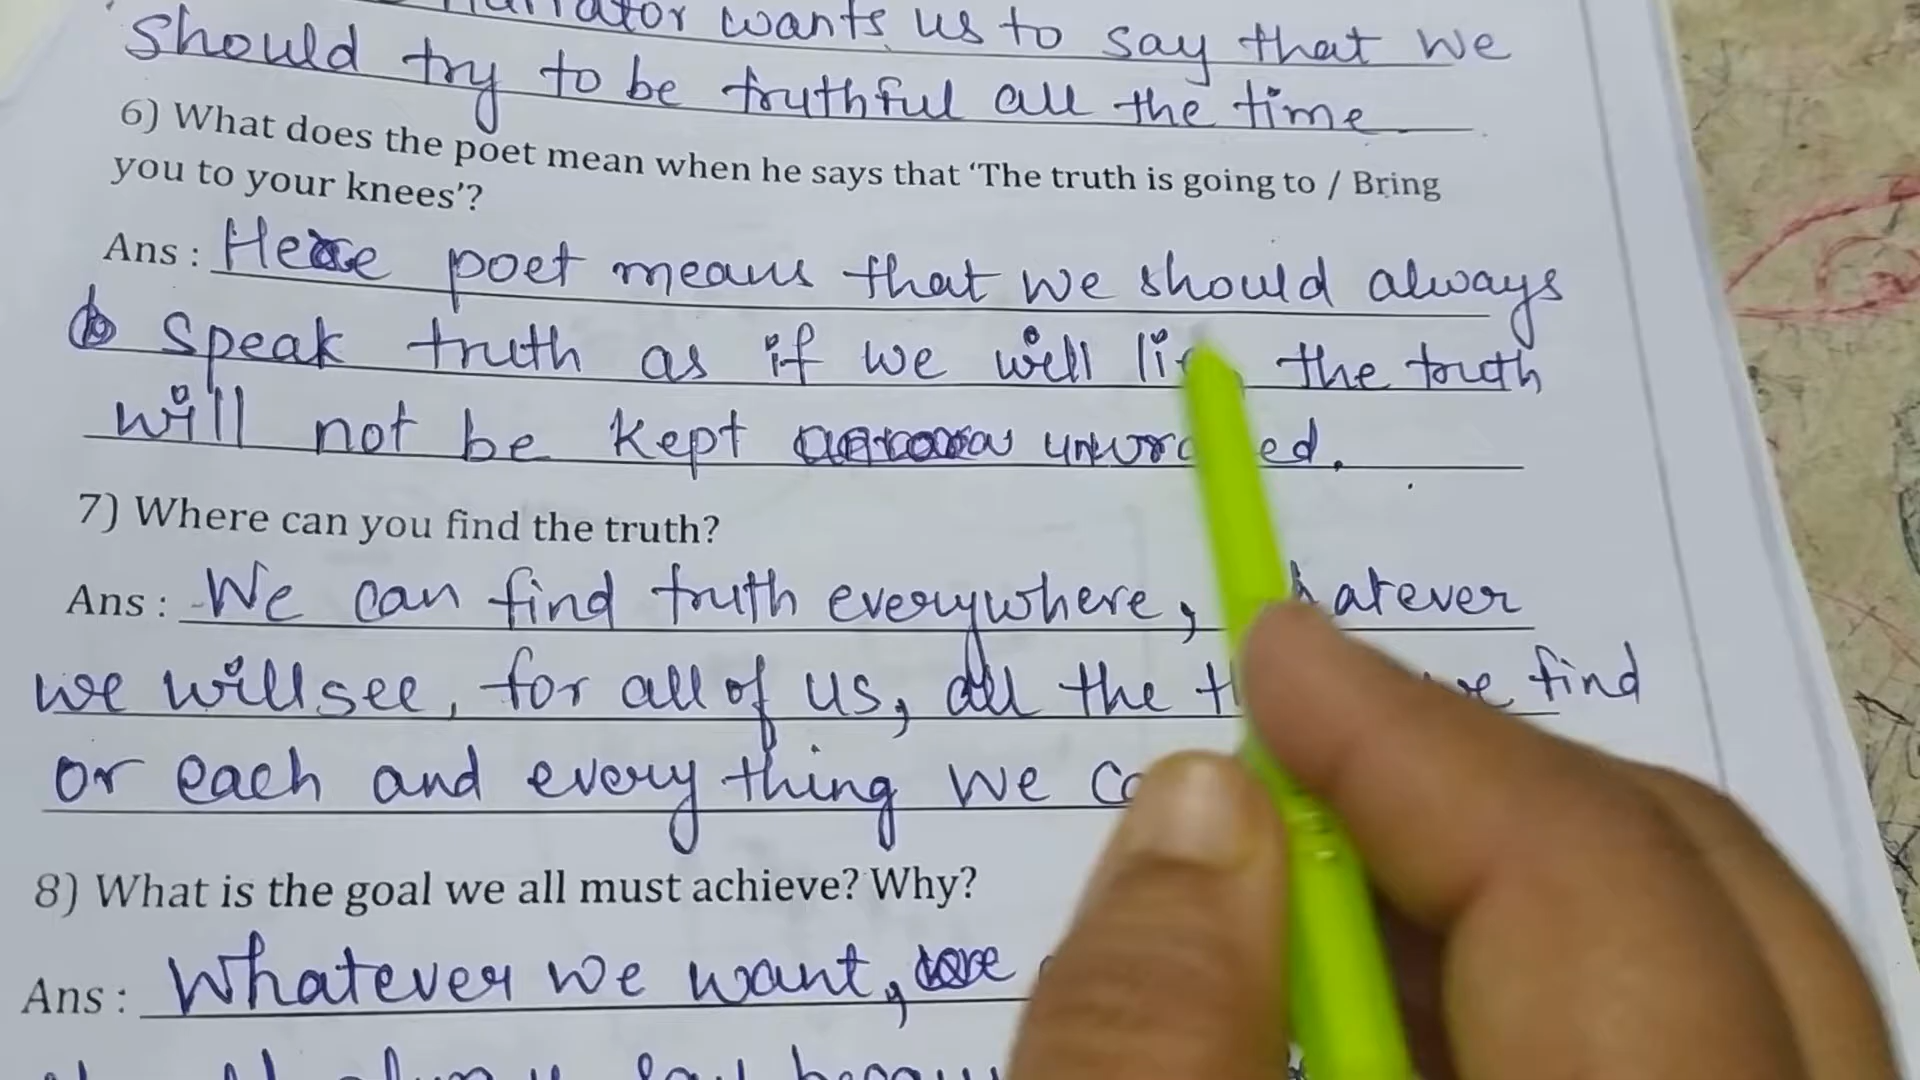 wants us to say that we
should try to be truthful all the time
6) What does the poet mean when he says that ‘The truth is going to / Bring
you to your knees’?
Ans : Here poet means that we should always
speak truth as if we will the truth
will not be kept
7) Where can you find the truth?
Ans : We can find truth everywhere,
we will see, for all of us, all the find
or each and every thing we
8) What is the goal we all must achieve? Why?
Ans : Whatever we want,